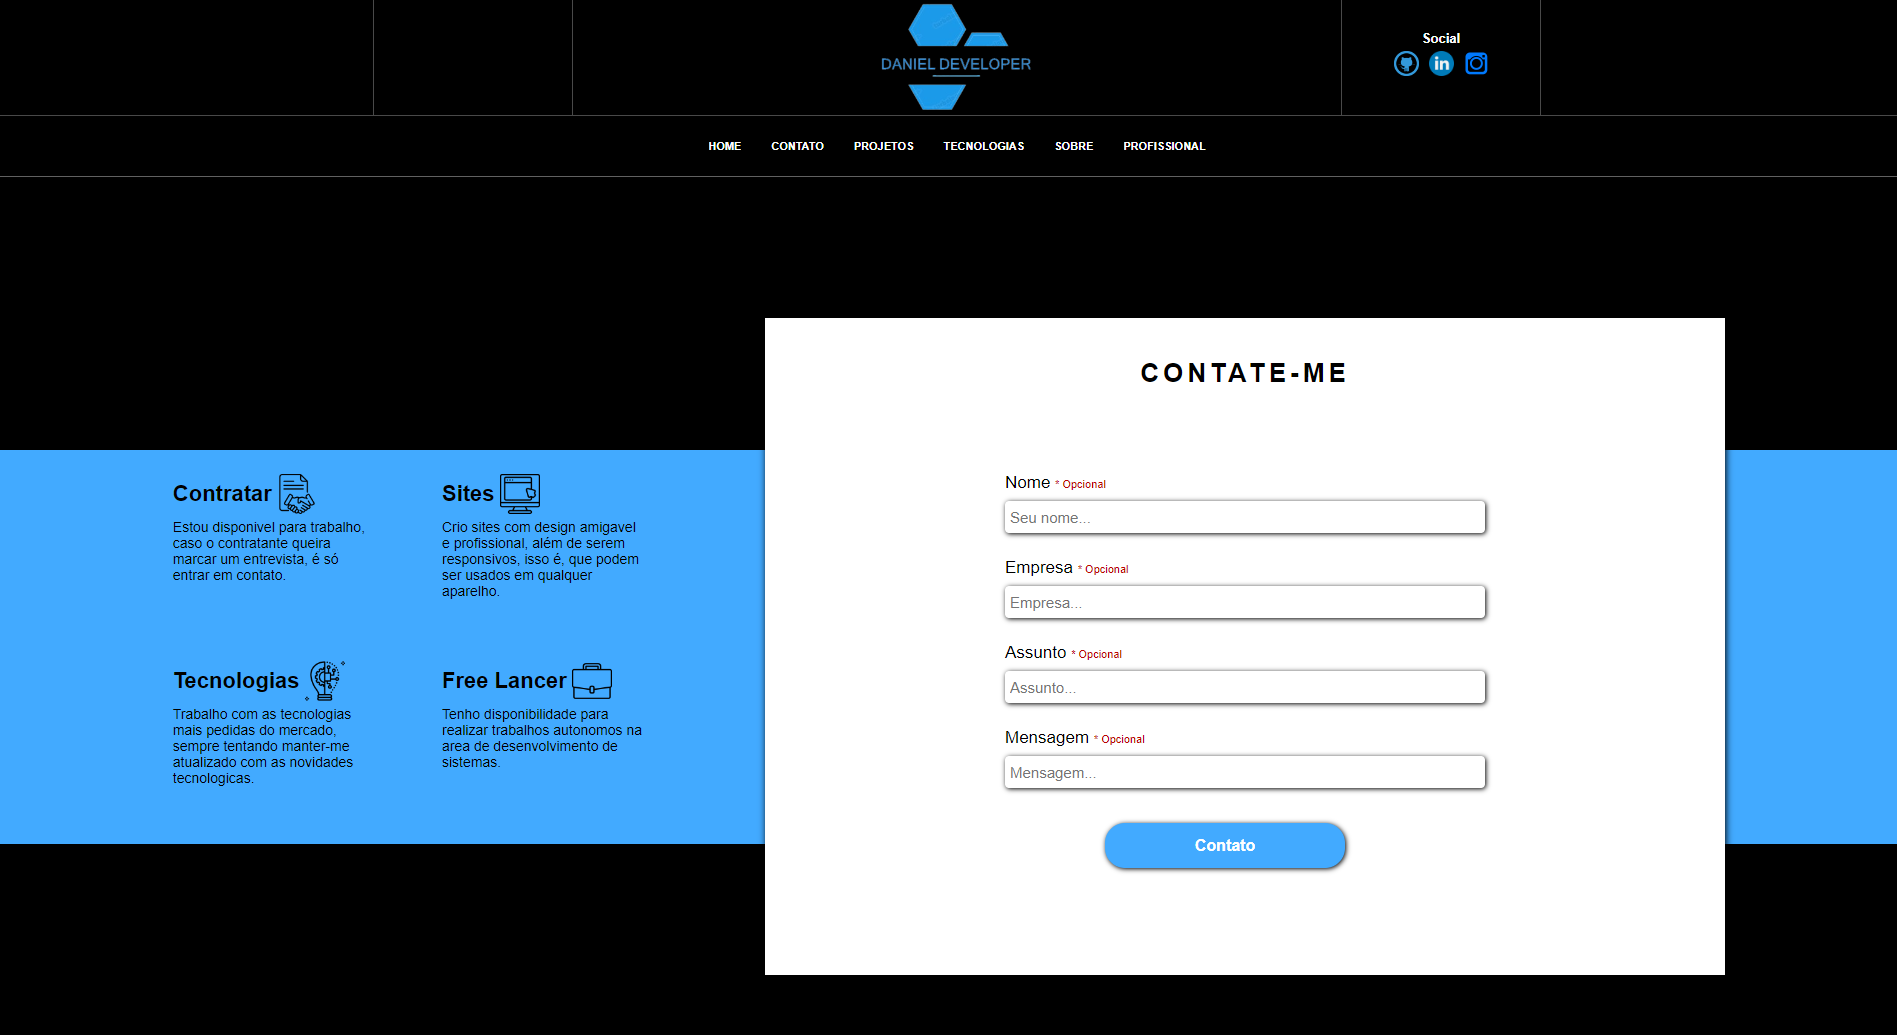 DANIEL DEVELOPER
Social
in
HOME CONTATO PROJETOS TECNOLOGIAS SOBRE PROFISSIONAL
CONTATE-ME
Contratar
Estou disponivel para trabalho,
caso o contratante queira
marcar um entrevista, é só
entrar em contato.
Sites
Crio sites com design amigavel
e profissional, além de serem
responsivos, isso é, que podem
ser usados em qualquer
aparelho.
Tecnologias
Trabalho com as tecnologias
mais pedidas do mercado,
sempre tentando manter-me
atualizado com as novidades
tecnologicas.
Free Lancer
Tenho disponibilidade para
realizar trabalhos autonomos na
area de desenvolvimento de
sistemas.
Nome * Opcional
Seu nome...
Empresa * Opcional
Empresa...
Assunto * Opcional
Assunto...
Mensagem * Opcional
Mensagem...
Contato